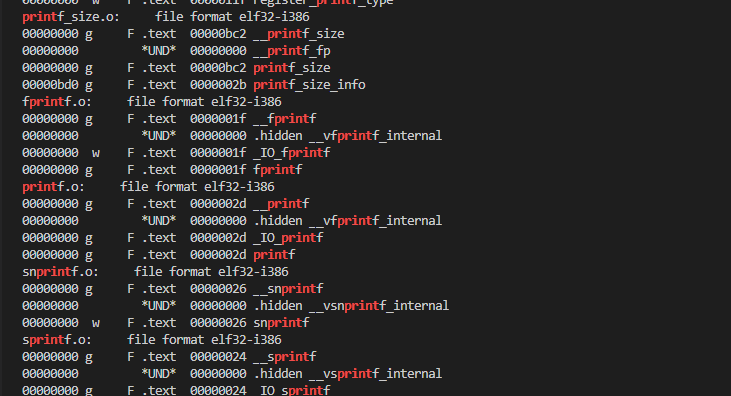 00000000  w    F .text  0000011f register_printf_type
printf_size.o:     file format elf32-i386
00000000 g     F .text  00000bc2 __printf_size
00000000         *UND*  00000000 __printf_fp
00000000 g     F .text  00000bc2 printf_size
00000bd0 g     F .text  0000002b printf_size_info
fprintf.o:     file format elf32-i386
00000000 g     F .text  0000001f __fprintf
00000000         *UND*  00000000 .hidden __vfprintf_internal
00000000  w    F .text  0000001f _IO_fprintf
00000000 g     F .text  0000001f fprintf
printf.o:     file format elf32-i386
00000000 g     F .text  0000002d __printf
00000000         *UND*  00000000 .hidden __vfprintf_internal
00000000 g     F .text  0000002d _IO_printf
00000000 g     F .text  0000002d printf
snprintf.o:     file format elf32-i386
00000000 g     F .text  00000026 __snprintf
00000000         *UND*  00000000 .hidden __vsnprintf_internal
00000000  w    F .text  00000026 snprintf
sprintf.o:     file format elf32-i386
00000000 g     F .text  00000024 __sprintf
00000000         *UND*  00000000 .hidden __vsprintf_internal
00000000 g     F .text  00000024 _IO_sprintf